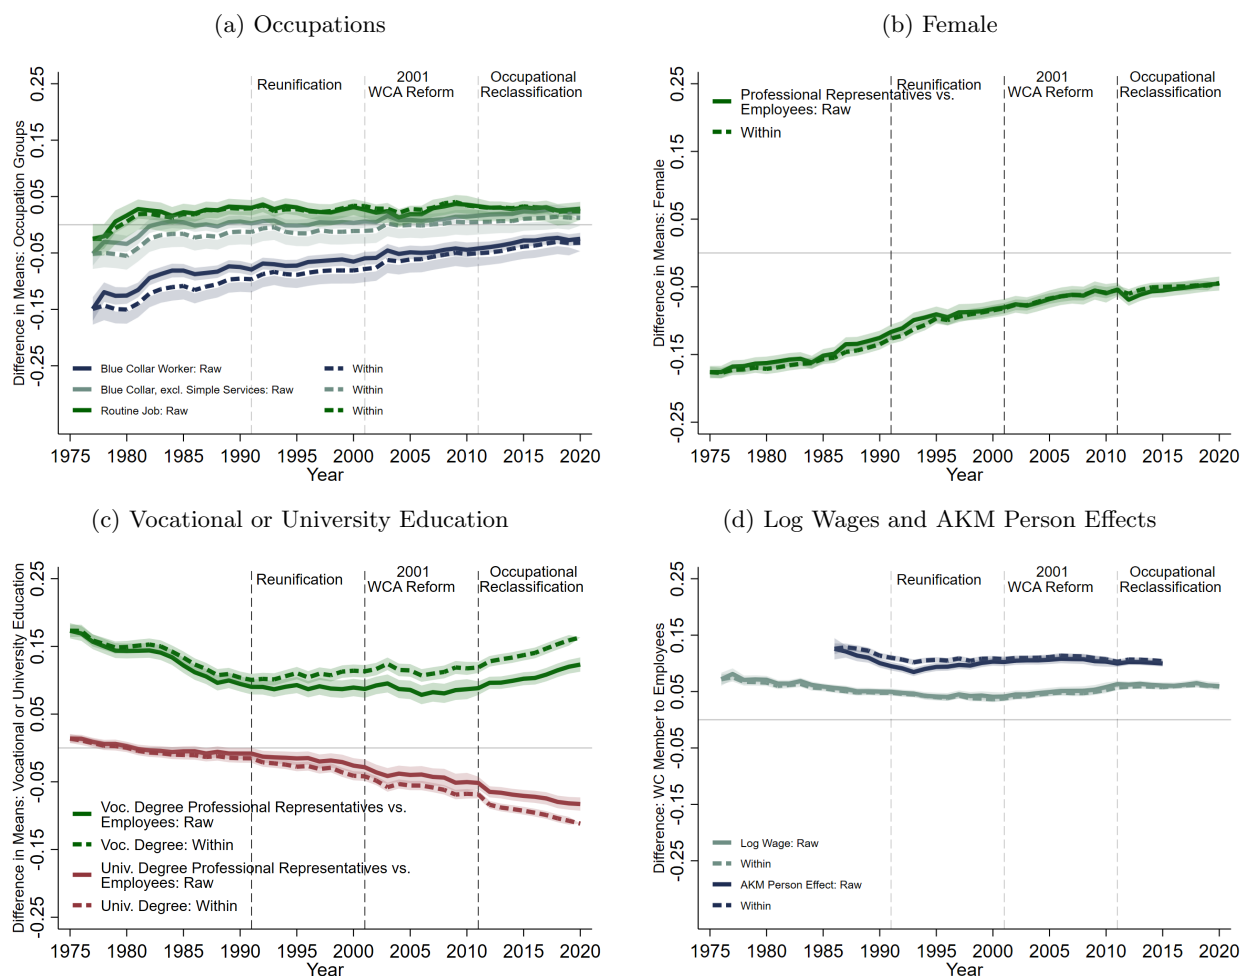 (a) Occupations
Difference in Means: Occupation Groups
0.25
0.15
0.05
-0.05
-0.15
-0.25
Reunification
2001
WCA Reform
Occupational
Reclassification
Blue Collar Worker: Raw
Within
Blue Collar, excl. Simple Services: Raw
Within
Routine Job: Raw
Within
1975 1980 1985 1990 1995 2000 2005 2010 2015 2020
Year
(b) Female
Difference in Means: Female
0.25
0.15
0.05
-0.05
-0.15
-0.25
Reunification
2001
WCA Reform
Occupational
Reclassification
Professional Representatives vs.
Employees: Raw
Within
1975 1980 1985 1990 1995 2000 2005 2010 2015 2020
Year
(c) Vocational or University Education
Difference in Means: Vocational or University Education
0.25
0.15
0.05
-0.05
-0.15
-0.25
Reunification
2001
WCA Reform
Occupational
Reclassification
Voc. Degree Professional Representatives vs.
Employees: Raw
Voc. Degree: Within
Univ. Degree Professional Representatives vs.
Employees: Raw
Univ. Degree: Within
1975 1980 1985 1990 1995 2000 2005 2010 2015 2020
Year
(d) Log Wages and AKM Person Effects
Difference: WC Member to Employees
0.25
0.15
0.05
-0.05
-0.15
-0.25
Reunification
2001
WCA Reform
Occupational
Reclassification
Log Wage: Raw
Within
AKM Person Effect: Raw
Within
1975 1980 1985 1990 1995 2000 2005 2010 2015 2020
Year